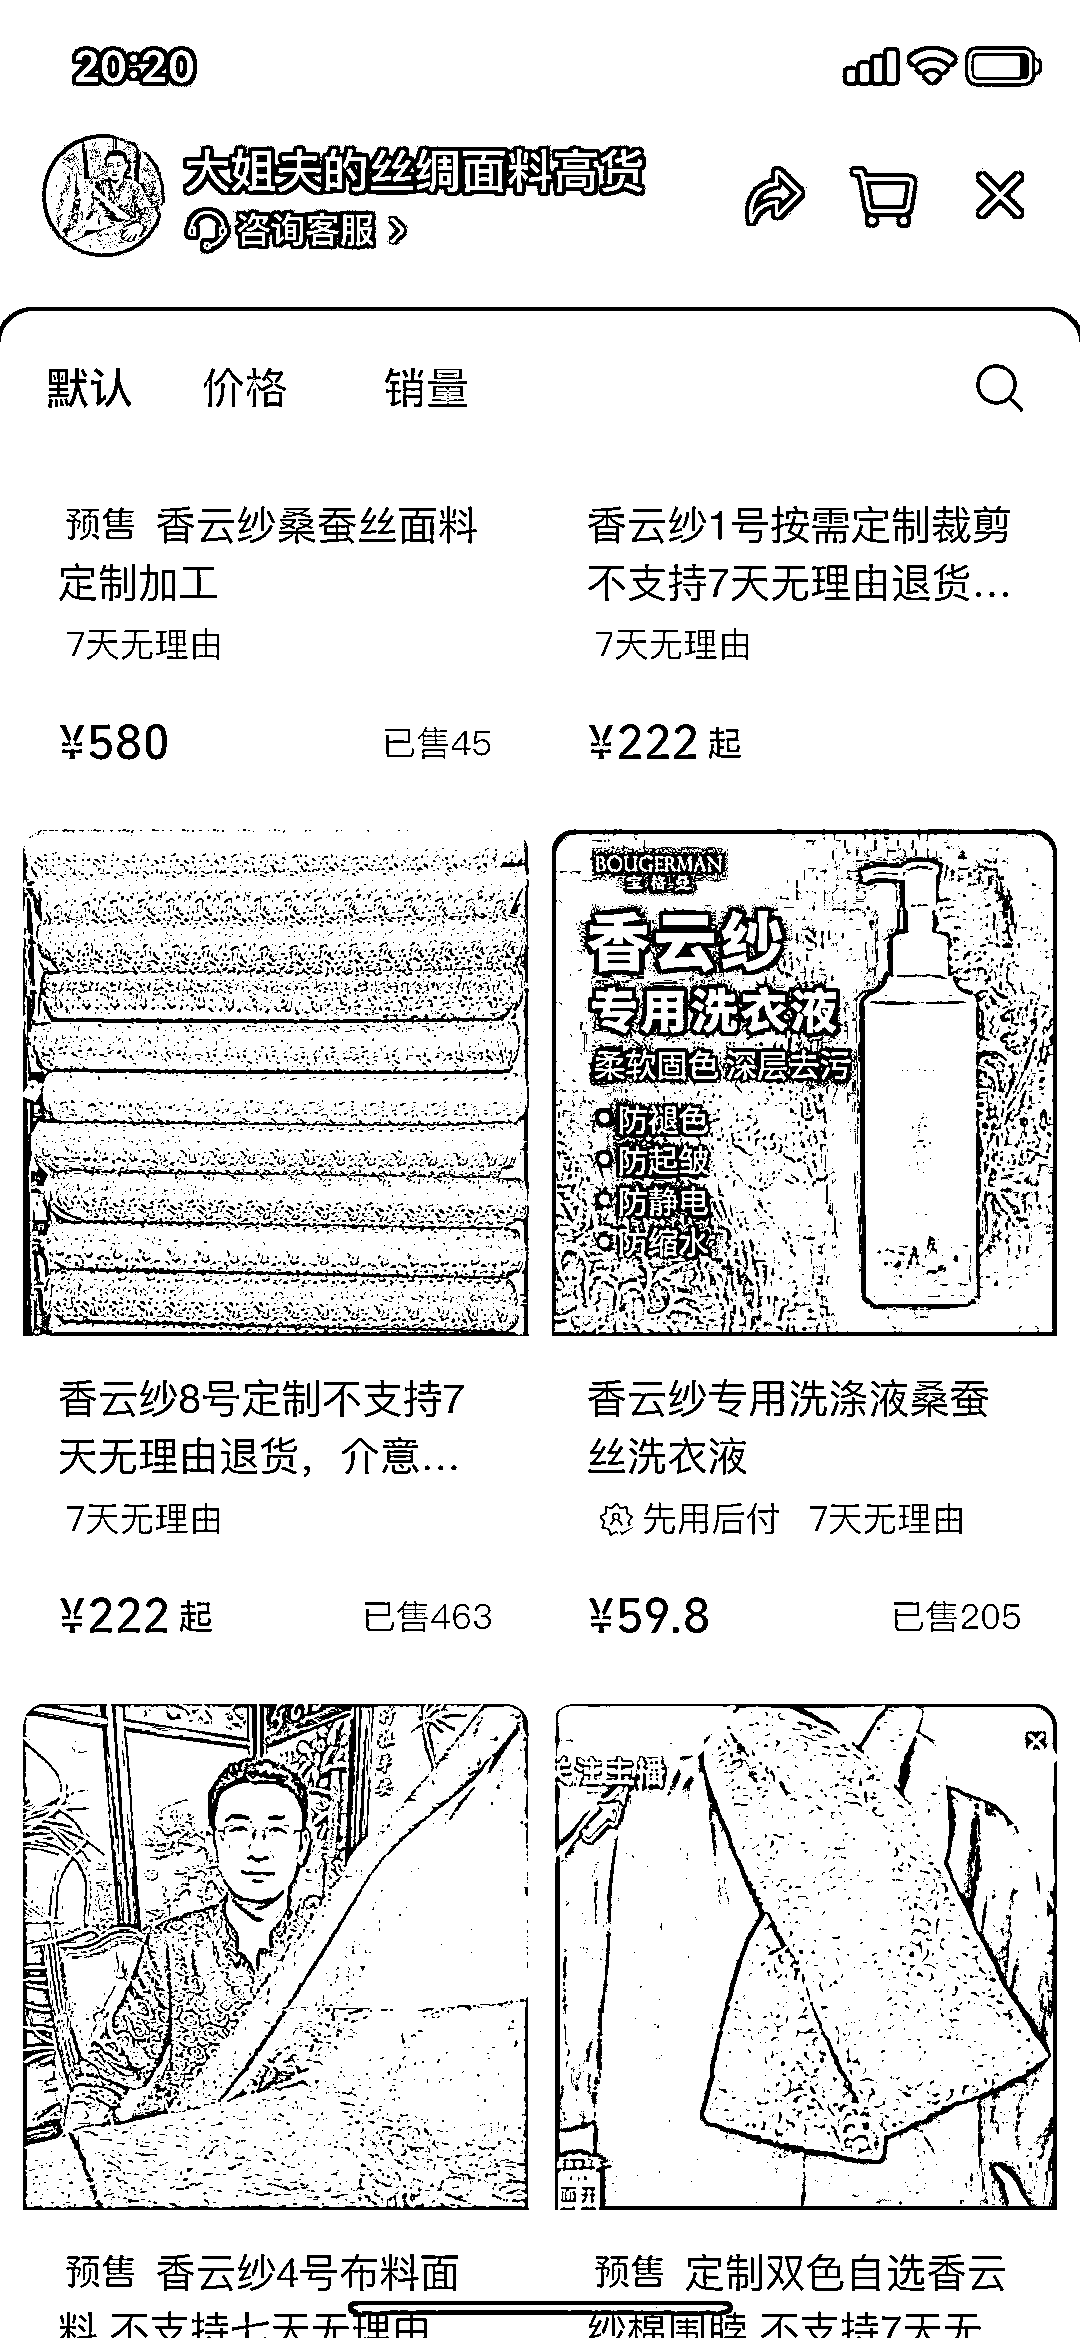 20:20
大姐夫的丝绸面料高货
咨询客服
默认 价格 销量
预售 香云纱桑蚕丝面料
定制加工
7天无理由
¥580 已售45
香云纱1号按需定制裁剪
不支持7天无理由退货...
7天无理由
¥222 起
BOUGERMAN
香云纱
专用洗衣液
柔软固色 深层去污
防褪色
防起皱
防静电
防缩水
香云纱8号定制不支持7
天无理由退货，介意...
7天无理由
¥222 起 已售463
香云纱专用洗涤液桑蚕
丝洗衣液
先用后付 7天无理由
¥59.8 已售205
关注主播
预售 香云纱4号布料面
料 不支持七天无理由
预售 定制双色自选香云
纱棉围脖 不支持7天无